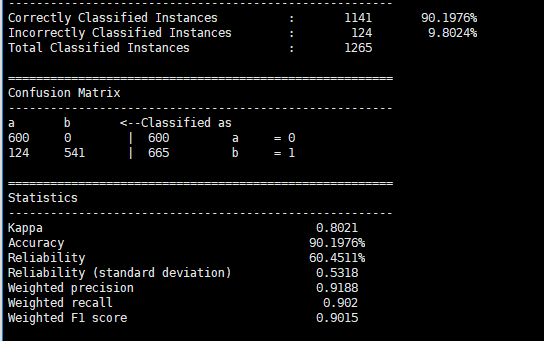 -------------------------------------------------------
Correctly Classified Instances : 1141 90.1976%
Incorrectly Classified Instances : 124 9.8024%
Total Classified Instances : 1265
=======================================================
Confusion Matrix
-------------------------------------------------------
a b <--Classified as
600 0 | 600 a = 0
124 541 | 665 b = 1
=======================================================
Statistics
-------------------------------------------------------
Kappa 0.8021
Accuracy 90.1976%
Reliability 60.4511%
Reliability (standard deviation) 0.5318
Weighted precision 0.9188
Weighted recall 0.902
Weighted F1 score 0.9015